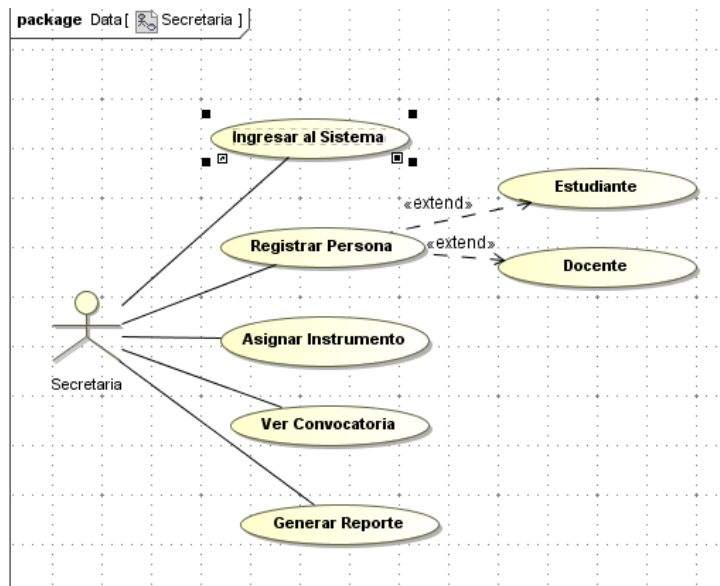 package Data [ Secretaria ]
Ingresar al Sistema
«extend»
Estudiante
Registrar Persona
«extend»
Docente
Asignar Instrumento
Secretaria
Ver Convocatoria
Generar Reporte